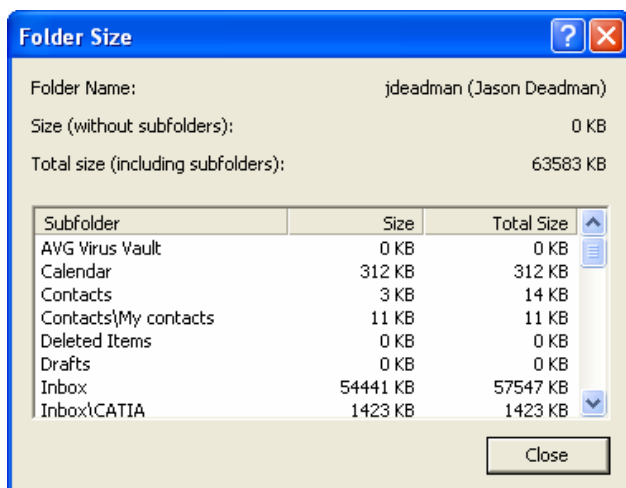 Folder Size
Folder Name: jdeadman (Jason Deadman)
Size (without subfolders): 0 KB
Total size (including subfolders): 63583 KB
Subfolder Size Total Size
AVG Virus Vault 0 KB 0 KB
Calendar 312 KB 312 KB
Contacts 3 KB 14 KB
Contacts\My contacts 11 KB 11 KB
Deleted Items 0 KB 0 KB
Drafts 0 KB 0 KB
Inbox 54441 KB 57547 KB
Inbox\CATIA 1423 KB 1423 KB
Close